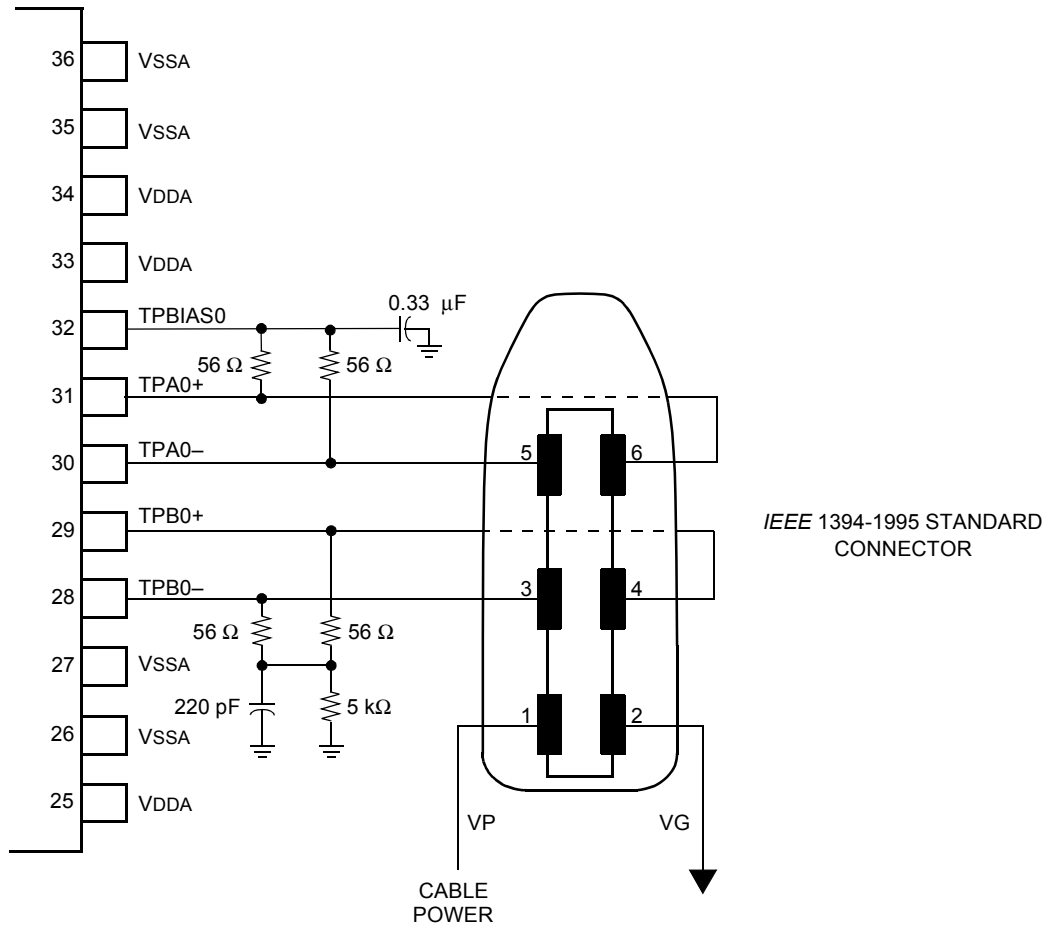 36 VSSA
35 VSSA
34 VDDA
33 VDDA
0.33 μF
32 TPBIAS0
56 Ω 56 Ω
31 TPA0+
30 TPA0–
5 6
29 TPB0+
IEEE 1394-1995 STANDARD
CONNECTOR
28 TPB0–
3 4
56 Ω 56 Ω
27 VSSA
220 pF 5 kΩ
1 2
26 VSSA
25 VDDA
VP VG
CABLE
POWER